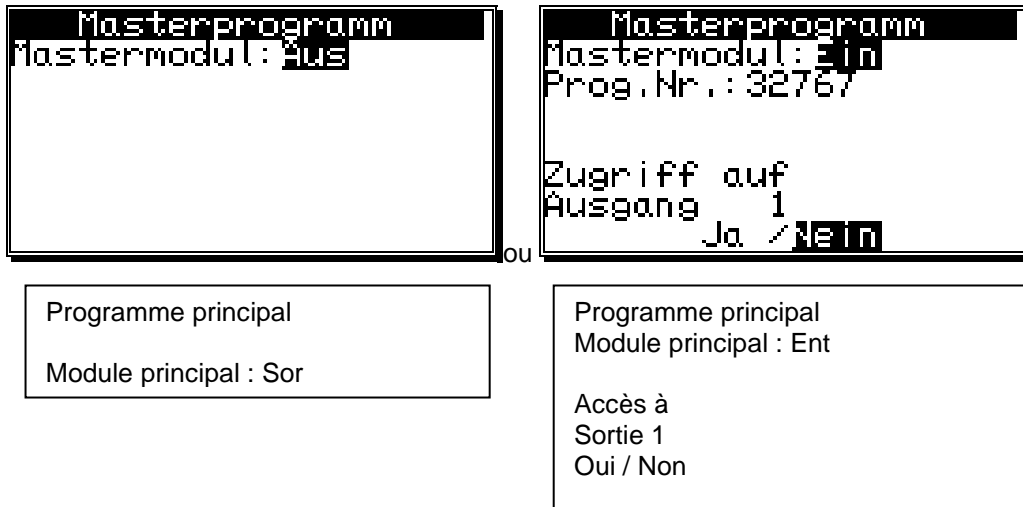 Masterprogramm
Mastermodul: Aus
ou
Masterprogramm
Mastermodul: Ein
Prog.Nr.: 32767
Zugriff auf
Ausgang 1
Ja / Nein
Programme principal
Module principal : Sor
Programme principal
Module principal : Ent
Accès à
Sortie 1
Oui / Non